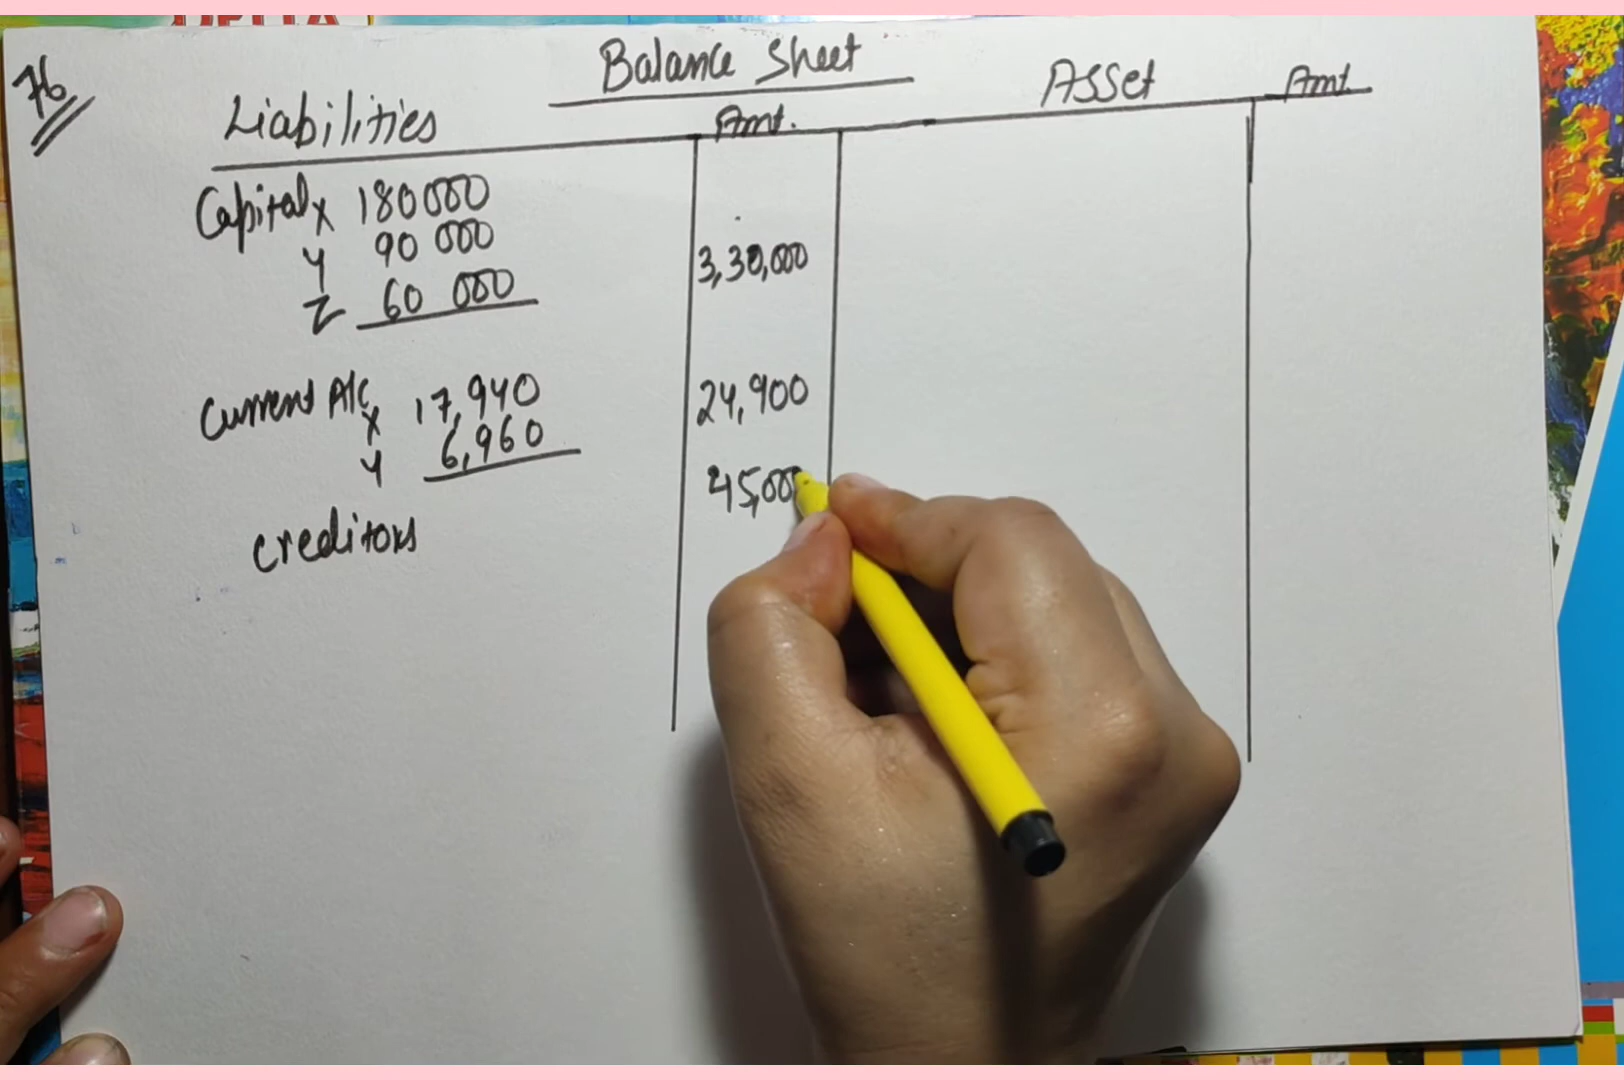 DELTA
76
Balance Sheet
Liabilities Amt. Asset Amt.
Capital X 180000
Y 90 000 3,30,000
Z 60 000
Current A/c X 17,940 24,900
Y 6,960
creditors 45,000